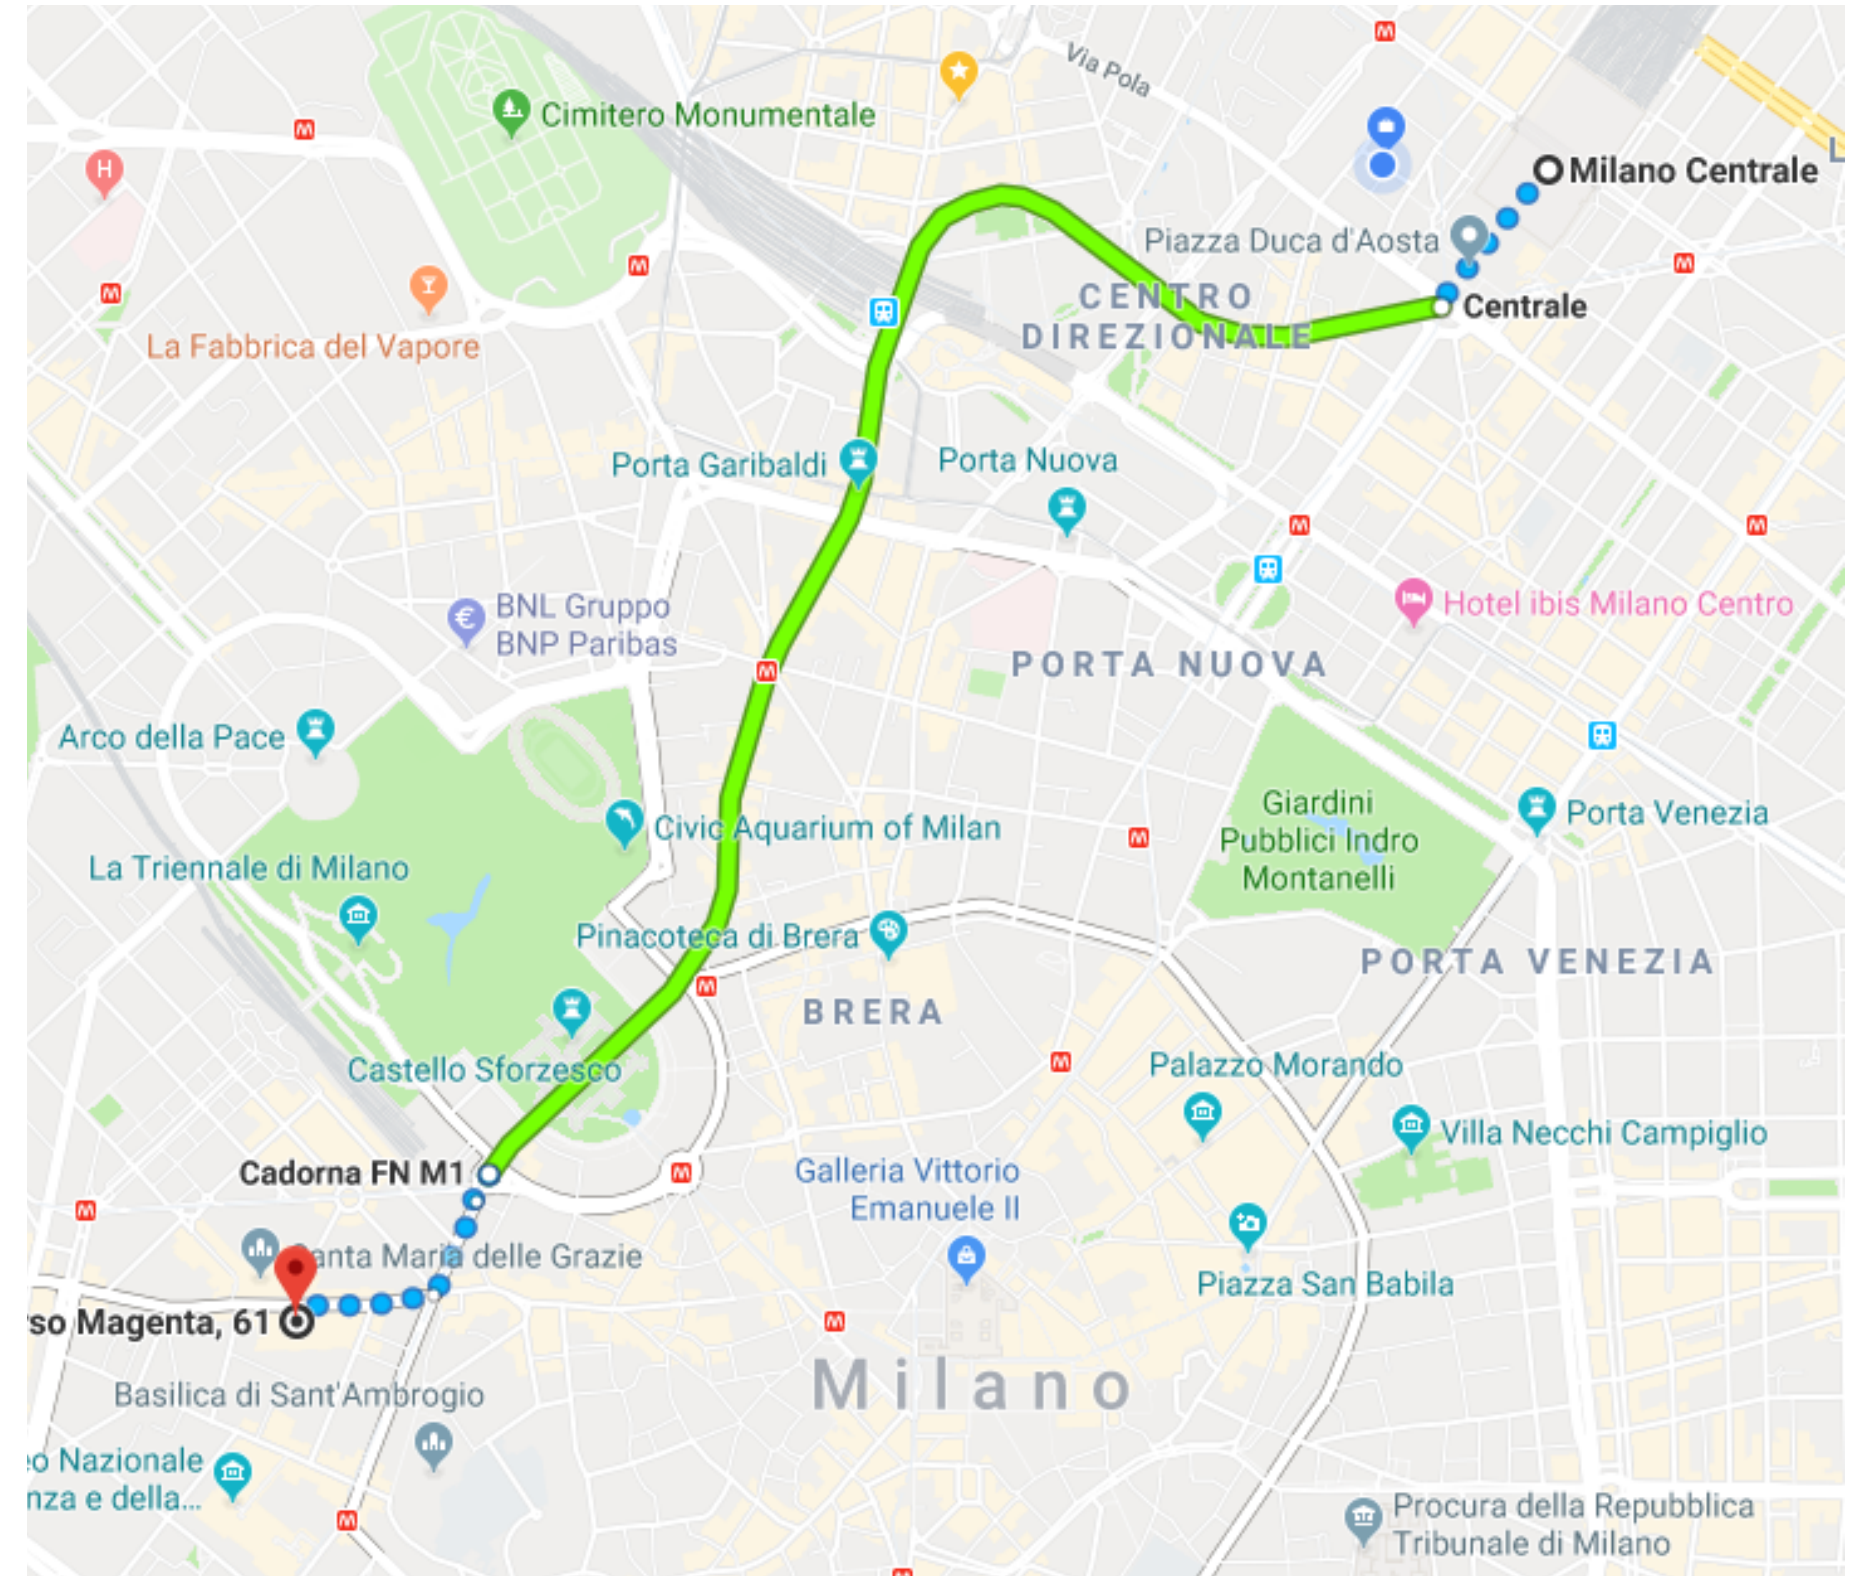 Via Pola
Cimitero Monumentale
H
Milano Centrale
L
Piazza Duca d'Aosta
CENTRO
DIREZIONALE
Centrale
La Fabbrica del Vapore
Porta Garibaldi
Porta Nuova
BNL Gruppo
BNP Paribas
Hotel ibis Milano Centro
PORTA NUOVA
Arco della Pace
Civic Aquarium of Milan
Giardini
Pubblici Indro
Montanelli
Porta Venezia
La Triennale di Milano
Pinacoteca di Brera
PORTA VENEZIA
BRERA
Castello Sforzesco
Palazzo Morando
Villa Necchi Campiglio
Cadorna FN M1
Galleria Vittorio
Emanuele II
Santa Maria delle Grazie
Piazza San Babila
rso Magenta, 61
Milano
Basilica di Sant'Ambrogio
eo Nazionale
nza e della...
Procura della Repubblica
Tribunale di Milano